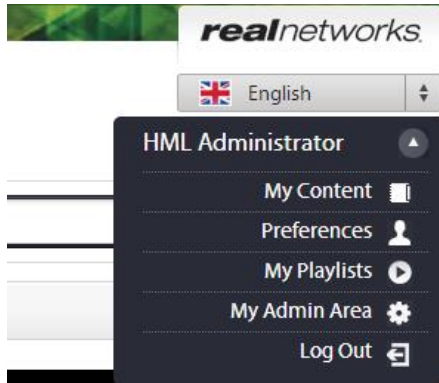 realnetworks.
English
HML Administrator
My Content
Preferences
My Playlists
My Admin Area
Log Out